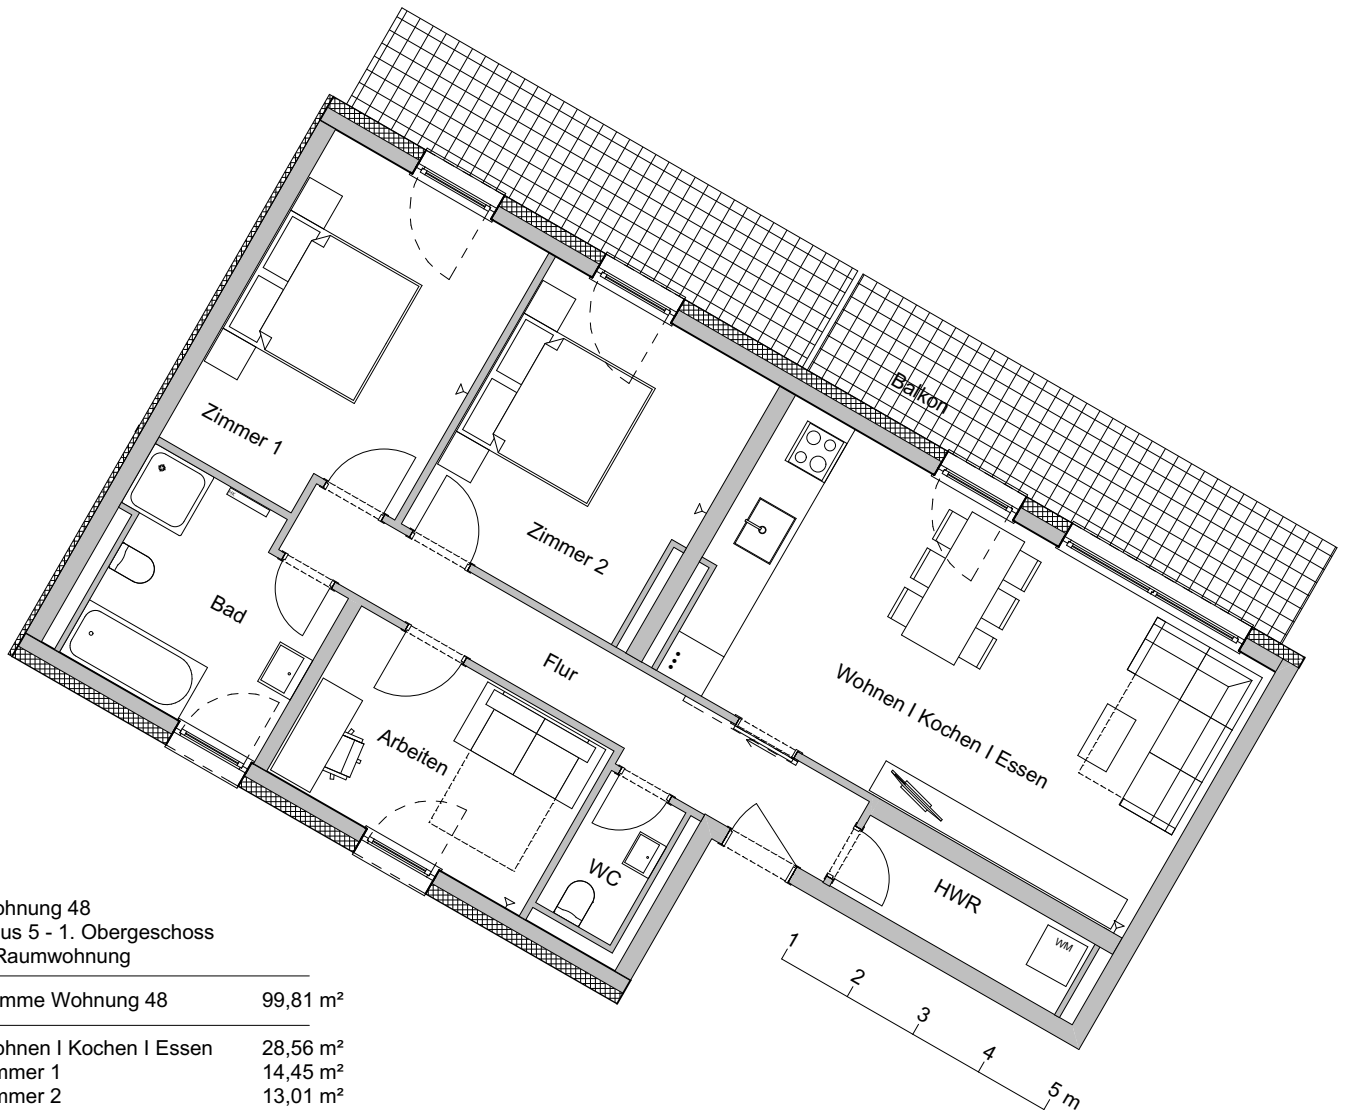 Balkon
Zimmer 1
Zimmer 2
Bad
Flur
Wohnen I Kochen I Essen
Arbeiten
WC
HWR
WM
1
2
3
4
5 m
ohnung 48
us 5 - 1. Obergeschoss
Raumwohnung
mme Wohnung 48 99,81 m²
ohnen I Kochen I Essen 28,56 m²
mmer 1 14,45 m²
mmer 2 13,01 m²